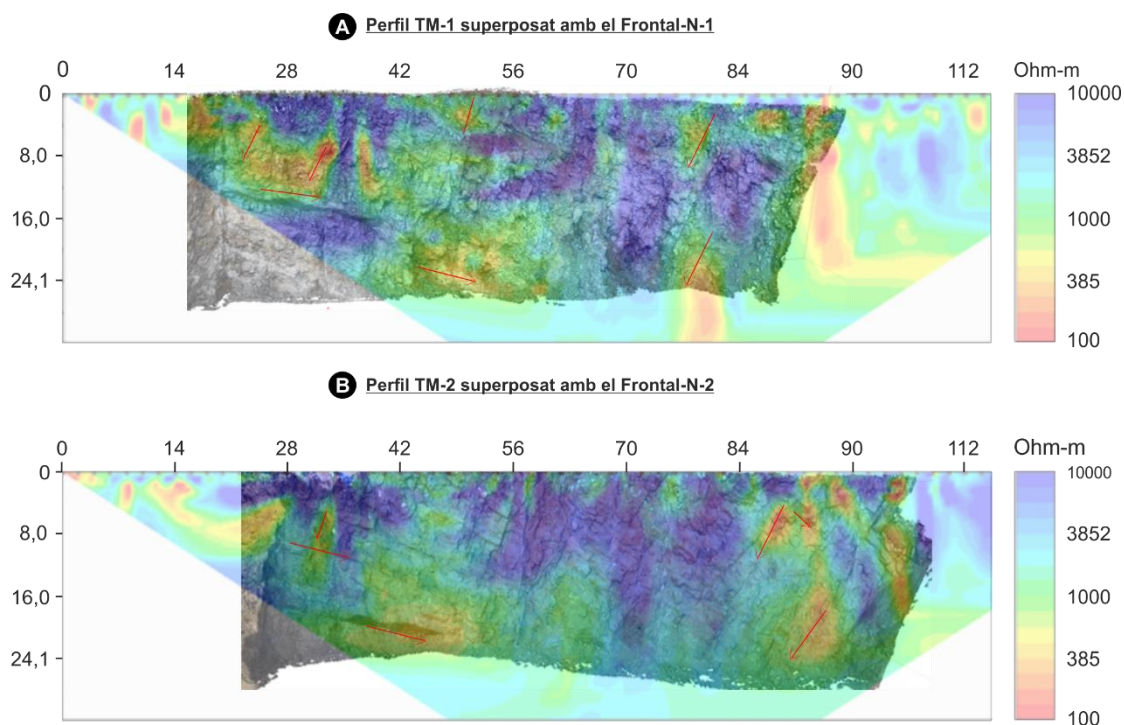 A Perfil TM-1 superposat amb el Frontal-N-1
0 14 28 42 56 70 84 90 112 Ohm-m
0 10000
8,0 3852
16,0 1000
24,1 385
100
B Perfil TM-2 superposat amb el Frontal-N-2
0 14 28 42 56 70 84 90 112 Ohm-m
0 10000
8,0 3852
16,0 1000
24,1 385
100